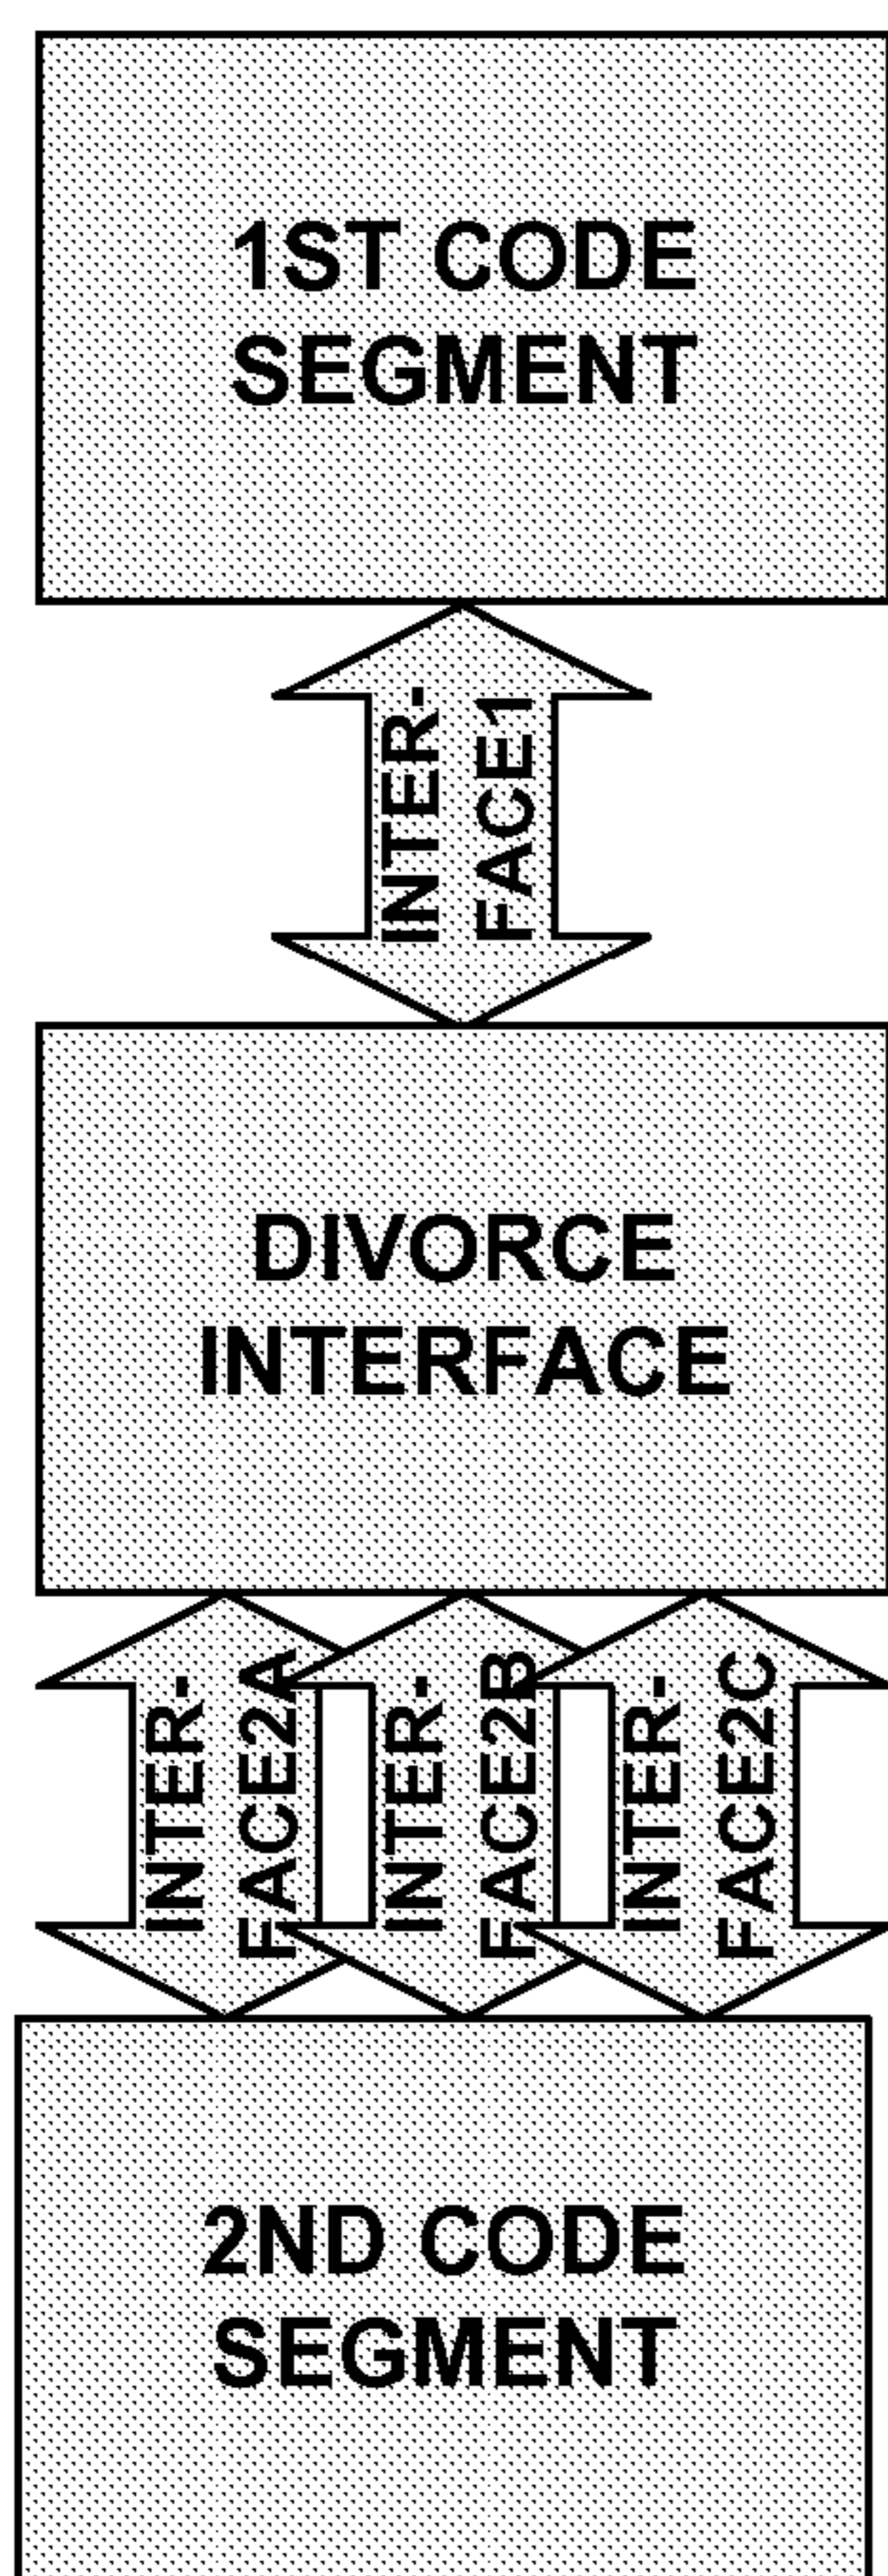 1ST CODE
SEGMENT
INTER-
FACE1
DIVORCE
INTERFACE
INTER-
FACE2A
INTER-
FACE2B
INTER-
FACE2C
2ND CODE
SEGMENT